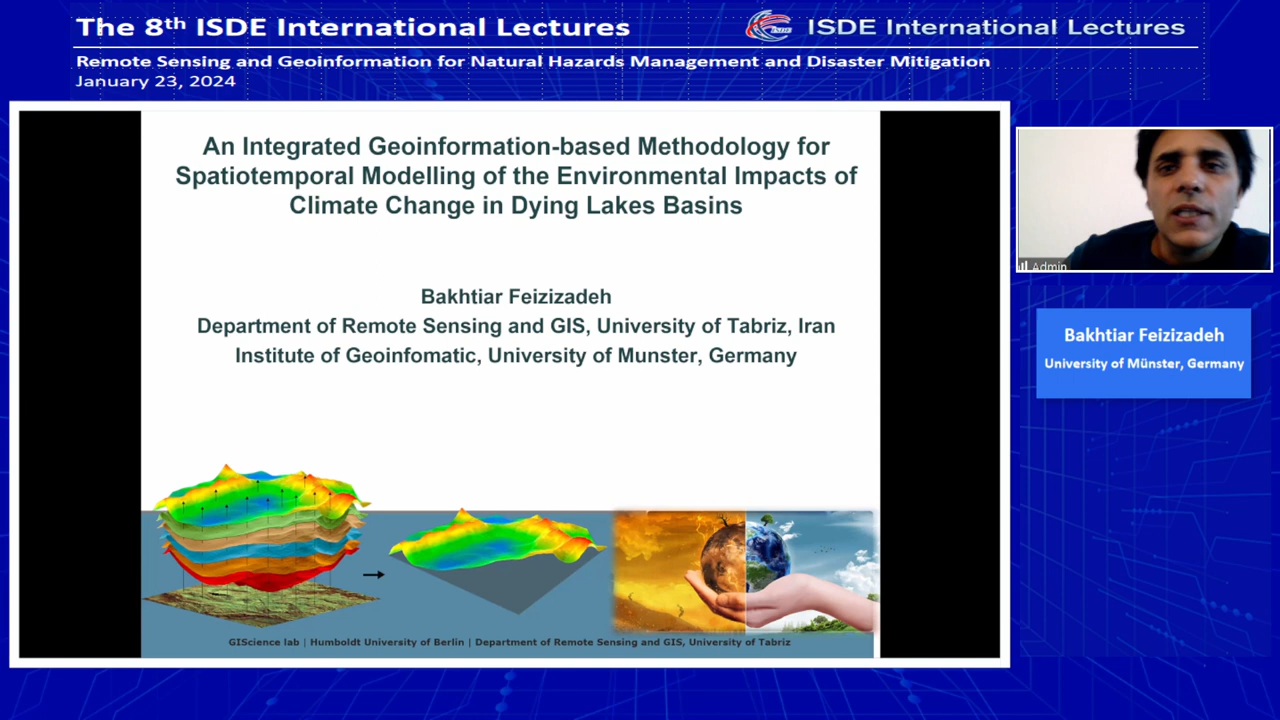 The 8th ISDE International Lectures
ISDE
ISDE International Lectures
Remote Sensing and Geoinformation for Natural Hazards Management and Disaster Mitigation
January 23, 2024
An Integrated Geoinformation-based Methodology for
Spatiotemporal Modelling of the Environmental Impacts of
Climate Change in Dying Lakes Basins
Bakhtiar Feizizadeh
Department of Remote Sensing and GIS, University of Tabriz, Iran
Institute of Geoinfomatic, University of Munster, Germany
GIScience lab | Humboldt University of Berlin | Department of Remote Sensing and GIS, University of Tabriz
Admin
Bakhtiar Feizizadeh
University of Münster, Germany